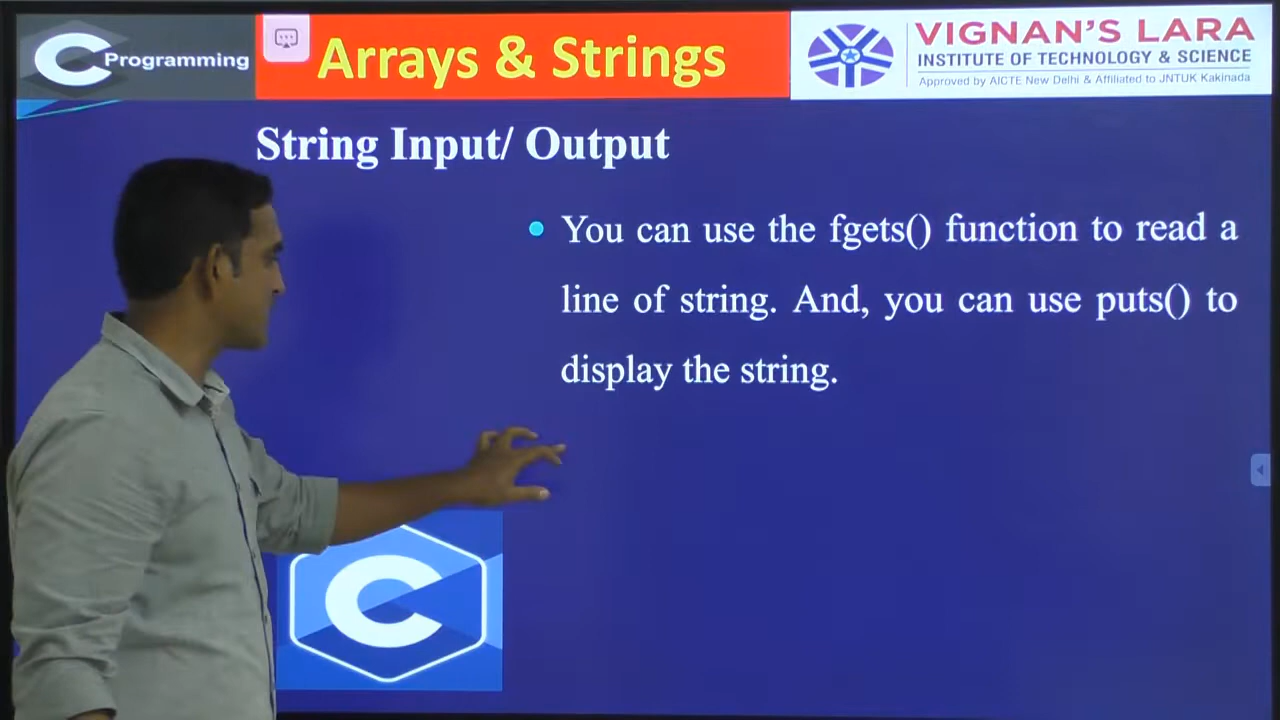 C Programming
Arrays & Strings
VIGNAN'S LARA
INSTITUTE OF TECHNOLOGY & SCIENCE
Approved by AICTE New Delhi & Affiliated to JNTUK Kakinada
String Input/ Output
You can use the fgets() function to read a
line of string. And, you can use puts() to
display the string.
C